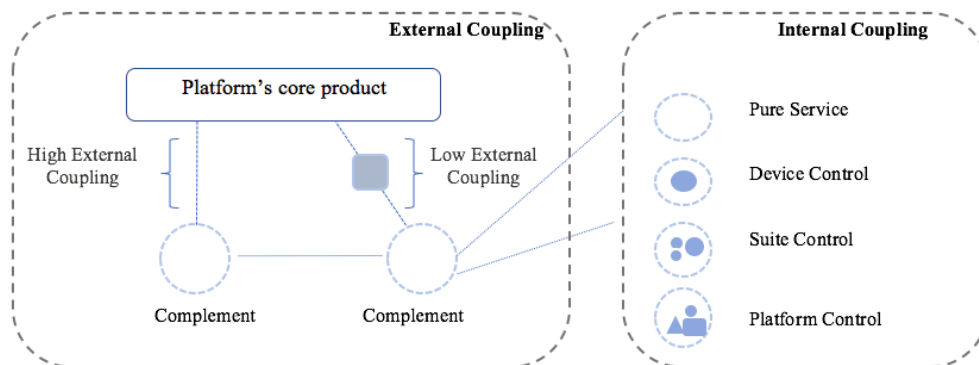 External Coupling
Platform's core product
High External
Coupling
Low External
Coupling
Complement
Complement
Internal Coupling
Pure Service
Device Control
Suite Control
Platform Control